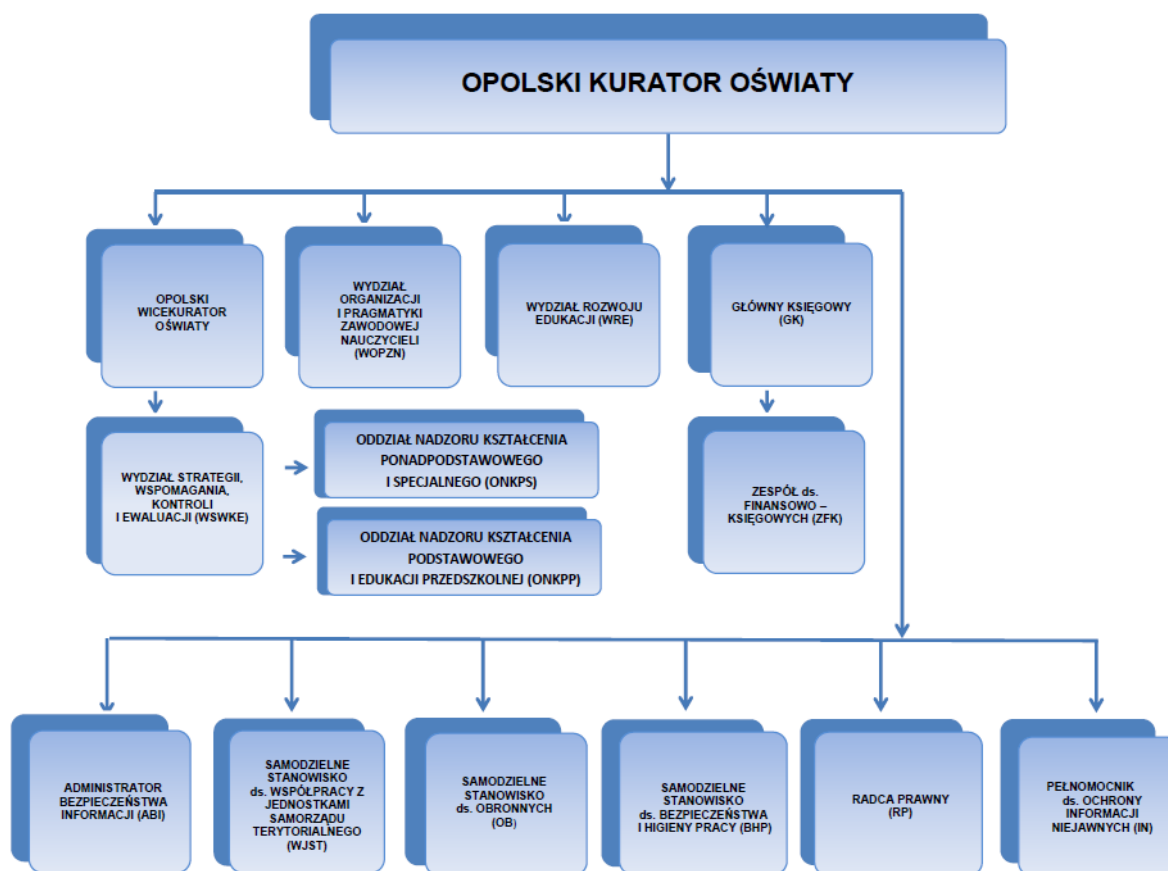 OPOLSKI KURATOR OŚWIATY
OPOLSKI
WICEKURATOR
OŚWIATY
WYDZIAŁ
ORGANIZACJI
I PRAGMATYKI
ZAWODOWEJ
NAUCZYCIELI
(WOPZN)
WYDZIAŁ ROZWOJU
EDUKACJI (WRE)
GŁÓWNY KSIĘGOWY
(GK)
WYDZIAŁ STRATEGII,
WSPOMAGANIA,
KONTROLI
I EWALUACJI (WSWKE)
ODDZIAŁ NADZORU KSZTAŁCENIA
PONADPODSTAWOWEGO
I SPECJALNEGO (ONKPS)
ODDZIAŁ NADZORU KSZTAŁCENIA
PODSTAWOWEGO
I EDUKACJI PRZEDSZKOLNEJ (ONKPP)
ZESPÓŁ ds.
FINANSOWO –
KSIĘGOWYCH (ZFK)
ADMINISTRATOR
BEZPIECZEŃSTWA
INFORMACJI (ABI)
SAMODZIELNE
STANOWISKO
ds. WSPÓŁPRACY Z
JEDNOSTKAMI
SAMORZĄDU
TERYTORIALNEGO
(WJST)
SAMODZIELNE
STANOWISKO
ds. OBRONNYCH
(OB)
SAMODZIELNE
STANOWISKO
ds. BEZPIECZEŃSTWA
I HIGIENY PRACY (BHP)
RADCA PRAWNY
(RP)
PEŁNOMOCNIK
ds. OCHRONY
INFORMACJI
NIEJAWNYCH (IN)